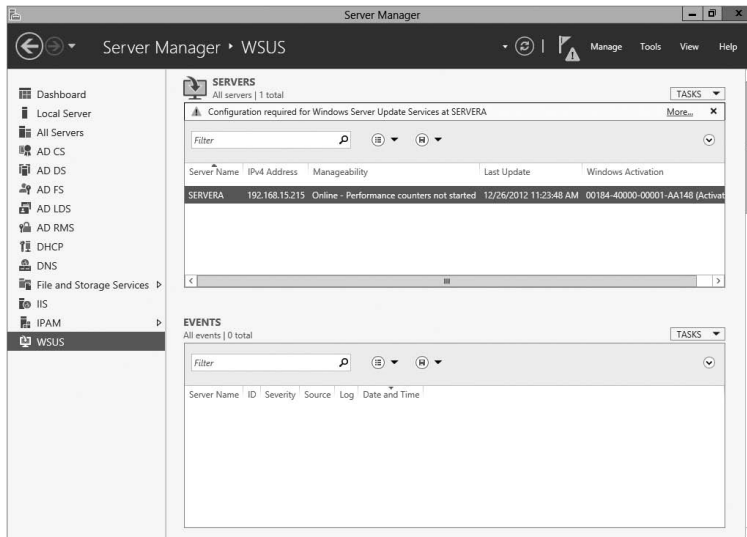 Server Manager
Server Manager • WSUS
Manage Tools View Help
Dashboard
Local Server
All Servers
AD CS
AD DS
AD FS
AD LDS
AD RMS
DHCP
DNS
File and Storage Services
IIS
IPAM
WSUS
SERVERS
All servers | 1 total
TASKS
Configuration required for Windows Server Update Services at SERVERA More...
Filter
Server Name IPv4 Address Manageability Last Update Windows Activation
SERVERA 192.168.15.215 Online - Performance counters not started 12/26/2012 11:23:48 AM 00184-40000-00001-AA148 (Activat
EVENTS
All events | 0 total
TASKS
Filter
Server Name ID Severity Source Log Date and Time